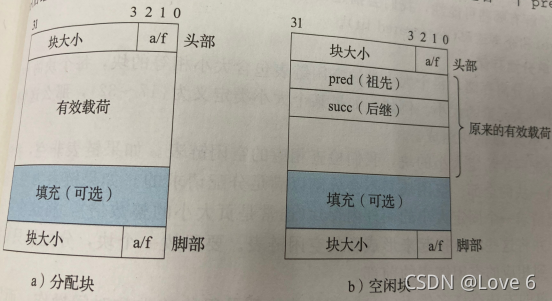 31
3 2 1 0
块大小
a/f
头部
有效载荷
填充（可选）
块大小
a/f
脚部
a）分配块
31
3 2 1 0
块大小
a/f
头部
pred（祖先）
succ（后继）
原来的有效载荷
填充（可选）
块大小
a/f
脚部
b）空闲块
CSDN @Love 6